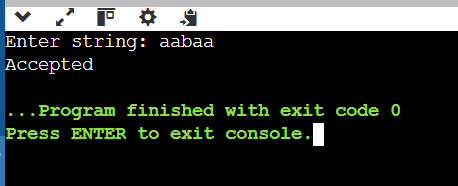 Enter string: aabaa
Accepted
...Program finished with exit code 0
Press ENTER to exit console.